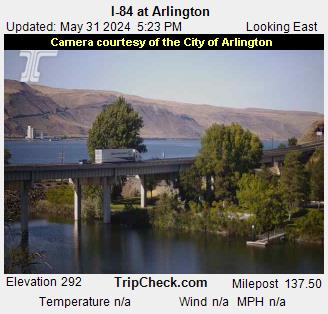 I-84 at Arlington
Updated: May 31 2024 5:23 PM Looking East
Camera courtesy of the City of Arlington
Elevation 292 TripCheck.com Milepost 137.50
Temperature n/a Wind n/a MPH n/a